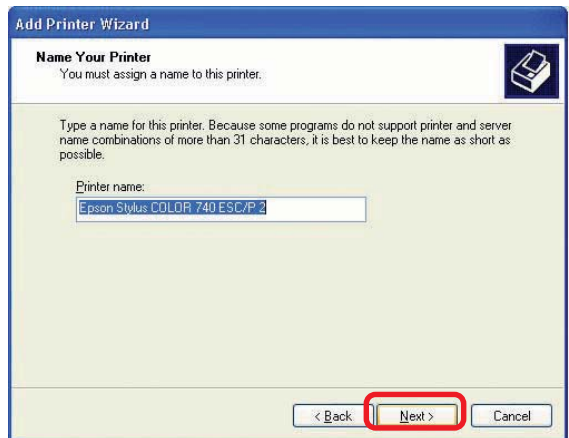 Add Printer Wizard
Name Your Printer
You must assign a name to this printer.
Type a name for this printer. Because some programs do not support printer and server
name combinations of more than 31 characters, it is best to keep the name as short as
possible.
Printer name:
Epson Stylus COLOR 740 ESC/P 2
< Back
Next >
Cancel